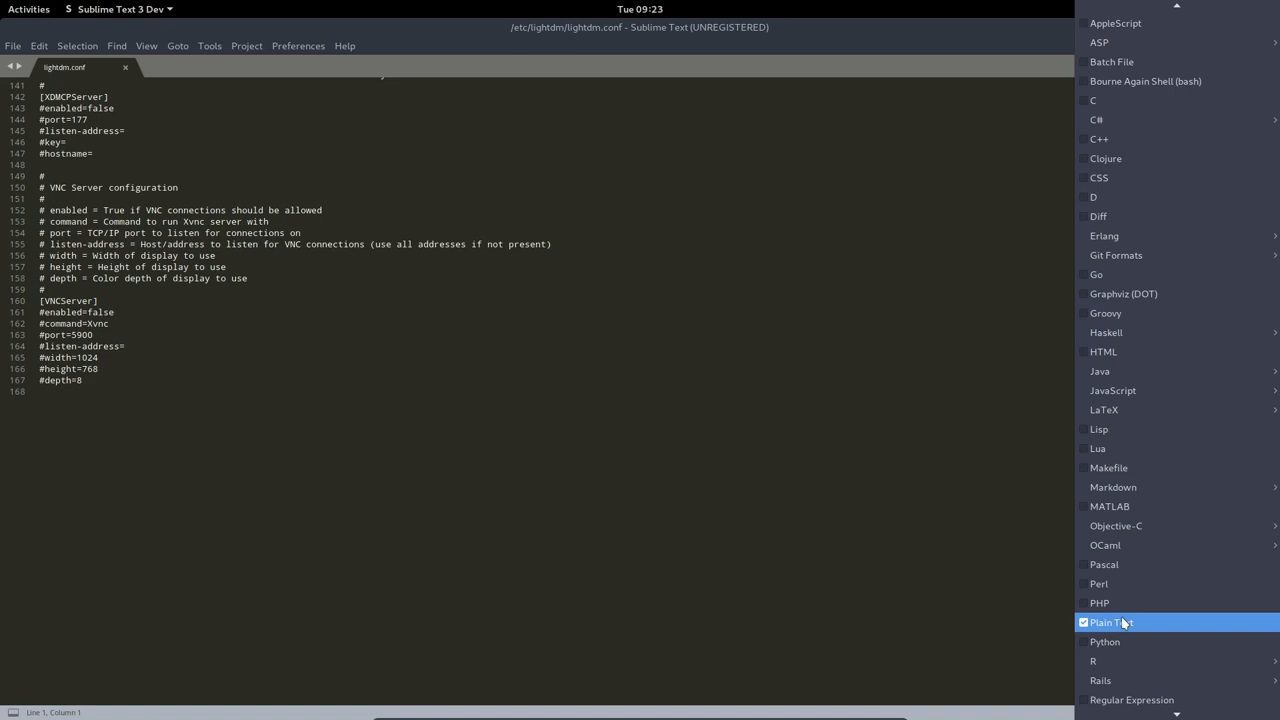 Activities
Sublime Text 3 Dev
Tue 09:23
/etc/lightdm/lightdm.conf - Sublime Text (UNREGISTERED)
File Edit Selection Find View Goto Tools Project Preferences Help
lightdm.conf ×
141 #
142 [XDMCPServer]
143 #enabled=false
144 #port=177
145 #listen-address=
146 #key=
147 #hostname=
148
149 #
150 # VNC Server configuration
151 #
152 # enabled = True if VNC connections should be allowed
153 # command = Command to run Xvnc server with
154 # port = TCP/IP port to listen for connections on
155 # listen-address = Host/address to listen for VNC connections (use all addresses if not present)
156 # width = Width of display to use
157 # height = Height of display to use
158 # depth = Color depth of display to use
159 #
160 [VNCServer]
161 #enabled=false
162 #command=Xvnc
163 #port=5900
164 #listen-address=
165 #width=1024
166 #height=768
167 #depth=8
168
Line 1, Column 1
AppleScript
ASP
Batch File
Bourne Again Shell (bash)
C
C#
C++
Clojure
CSS
D
Diff
Erlang
Git Formats
Go
Graphviz (DOT)
Groovy
Haskell
HTML
Java
JavaScript
LaTeX
Lisp
Lua
Makefile
Markdown
MATLAB
Objective-C
OCaml
Pascal
Perl
PHP
Plain Text
Python
R
Rails
Regular Expression